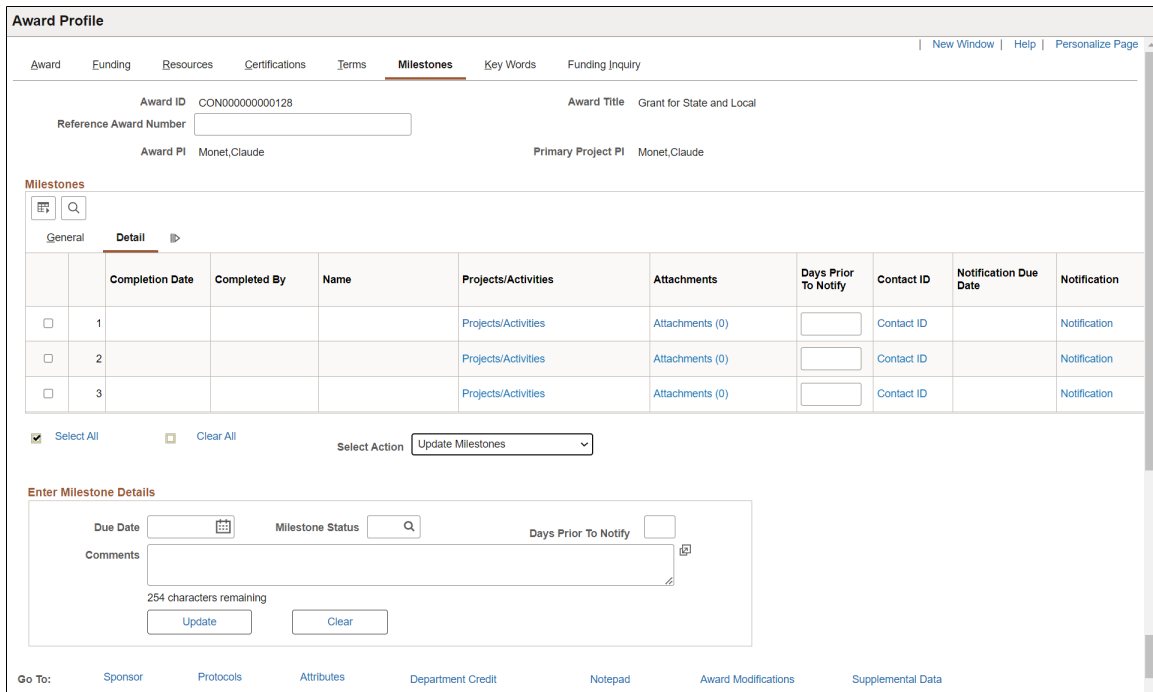 Award Profile
| New Window | Help | Personalize Page
Award Funding Resources Certifications Terms Milestones Key Words Funding Inquiry
Award ID CON000000000128 Award Title Grant for State and Local
Reference Award Number
Award PI Monet,Claude Primary Project PI Monet,Claude
Milestones
General Detail
Completion Date Completed By Name Projects/Activities Attachments Days Prior To Notify Contact ID Notification Due Date Notification
1 Projects/Activities Attachments (0) Contact ID Notification
2 Projects/Activities Attachments (0) Contact ID Notification
3 Projects/Activities Attachments (0) Contact ID Notification
Select All Clear All Select Action Update Milestones
Enter Milestone Details
Due Date Milestone Status Days Prior To Notify
Comments
254 characters remaining
Update Clear
Go To: Sponsor Protocols Attributes Department Credit Notepad Award Modifications Supplemental Data